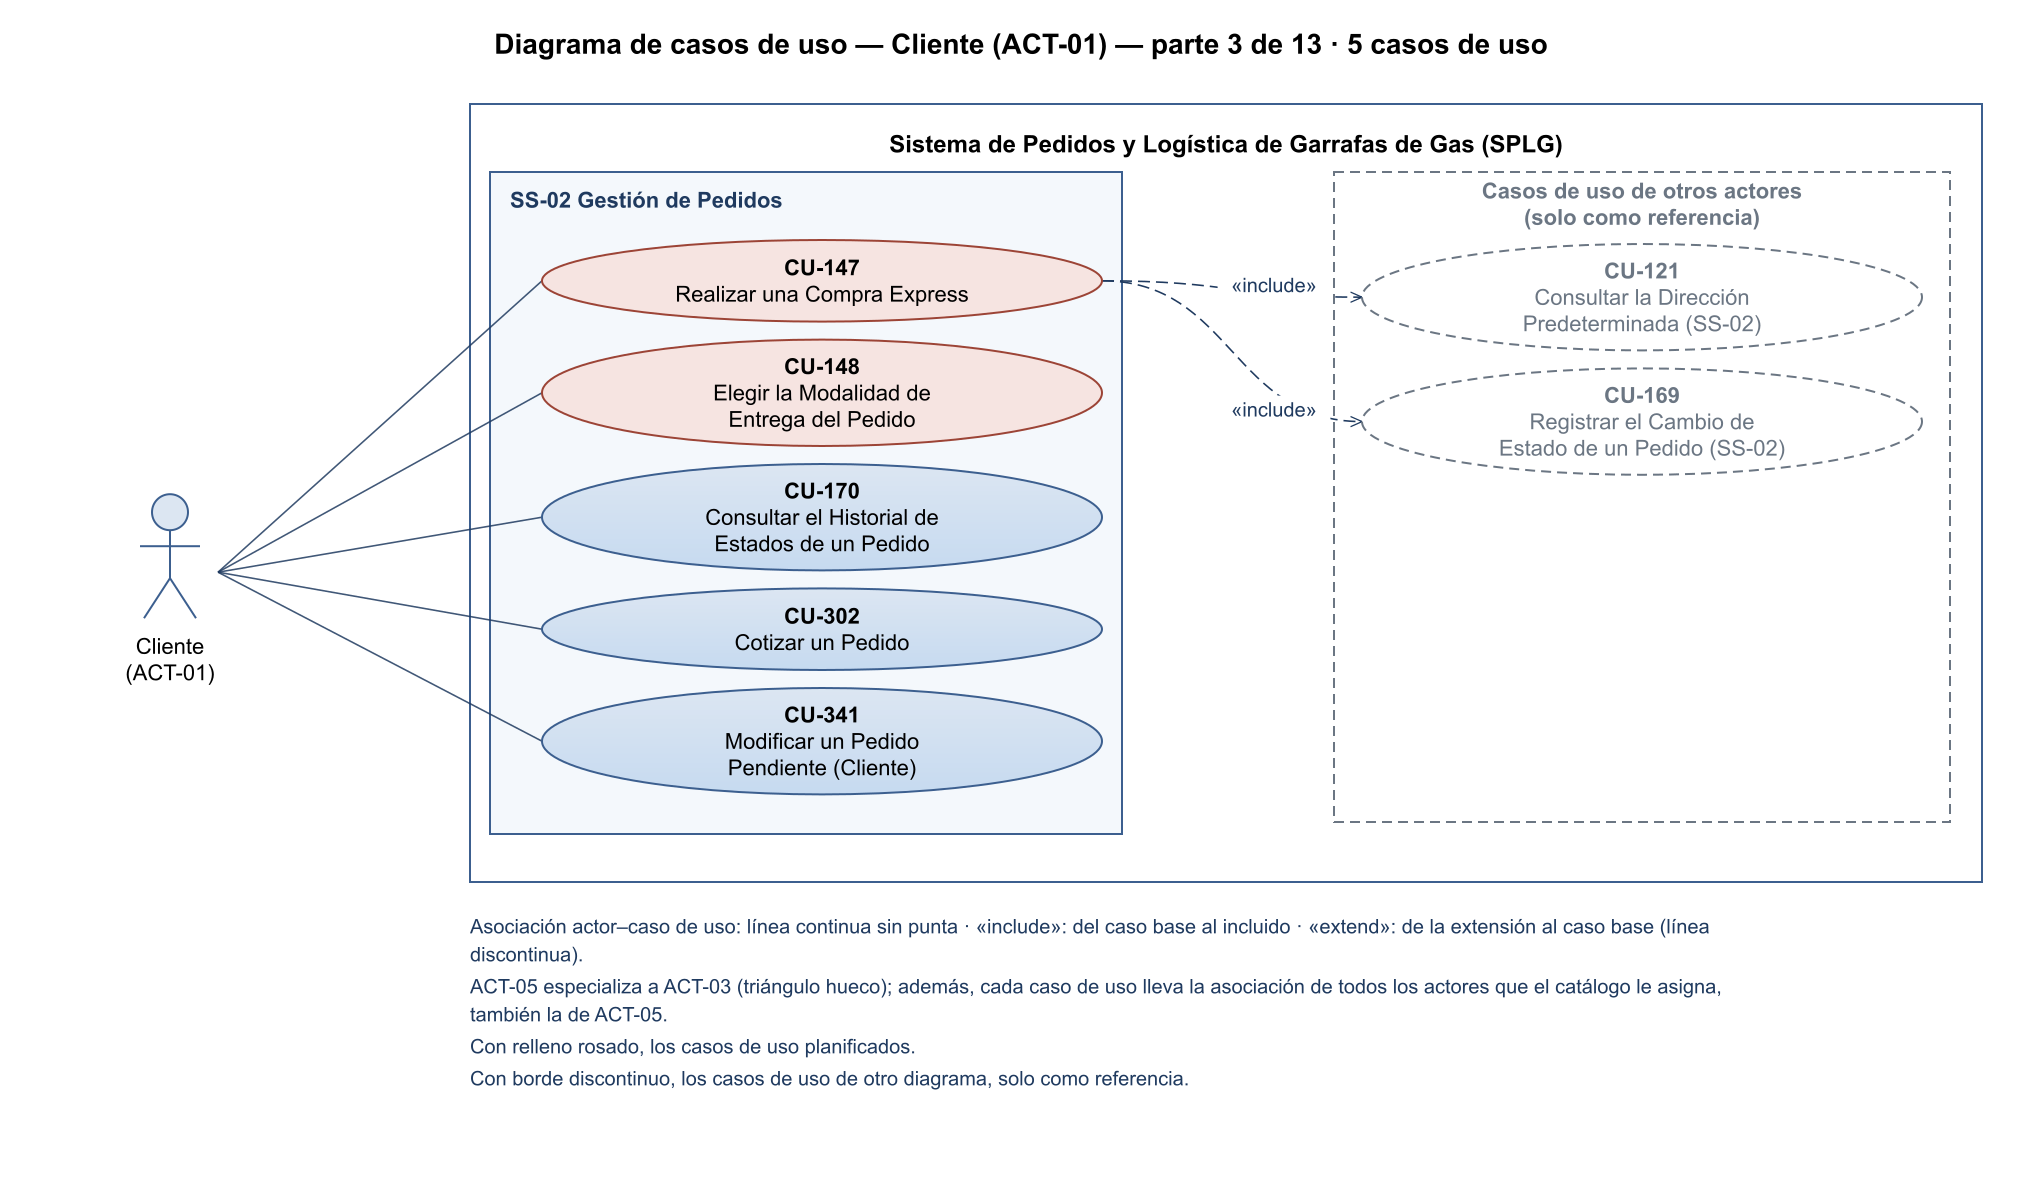 Diagrama de casos de uso — Cliente (ACT-01) — parte 3 de 13 · 5 casos de uso
Sistema de Pedidos y Logística de Garrafas de Gas (SPLG)
SS-02 Gestión de Pedidos
CU-147
Realizar una Compra Express
CU-148
Elegir la Modalidad de
Entrega del Pedido
CU-170
Consultar el Historial de
Estados de un Pedido
CU-302
Cotizar un Pedido
CU-341
Modificar un Pedido
Pendiente (Cliente)
Cliente
(ACT-01)
«include»
«include»
Casos de uso de otros actores
(solo como referencia)
CU-121
Consultar la Dirección
Predeterminada (SS-02)
CU-169
Registrar el Cambio de
Estado de un Pedido (SS-02)
Asociación actor–caso de uso: línea continua sin punta · «include»: del caso base al incluido · «extend»: de la extensión al caso base (línea
discontinua).
ACT-05 especializa a ACT-03 (triángulo hueco); además, cada caso de uso lleva la asociación de todos los actores que el catálogo le asigna,
también la de ACT-05.
Con relleno rosado, los casos de uso planificados.
Con borde discontinuo, los casos de uso de otro diagrama, solo como referencia.